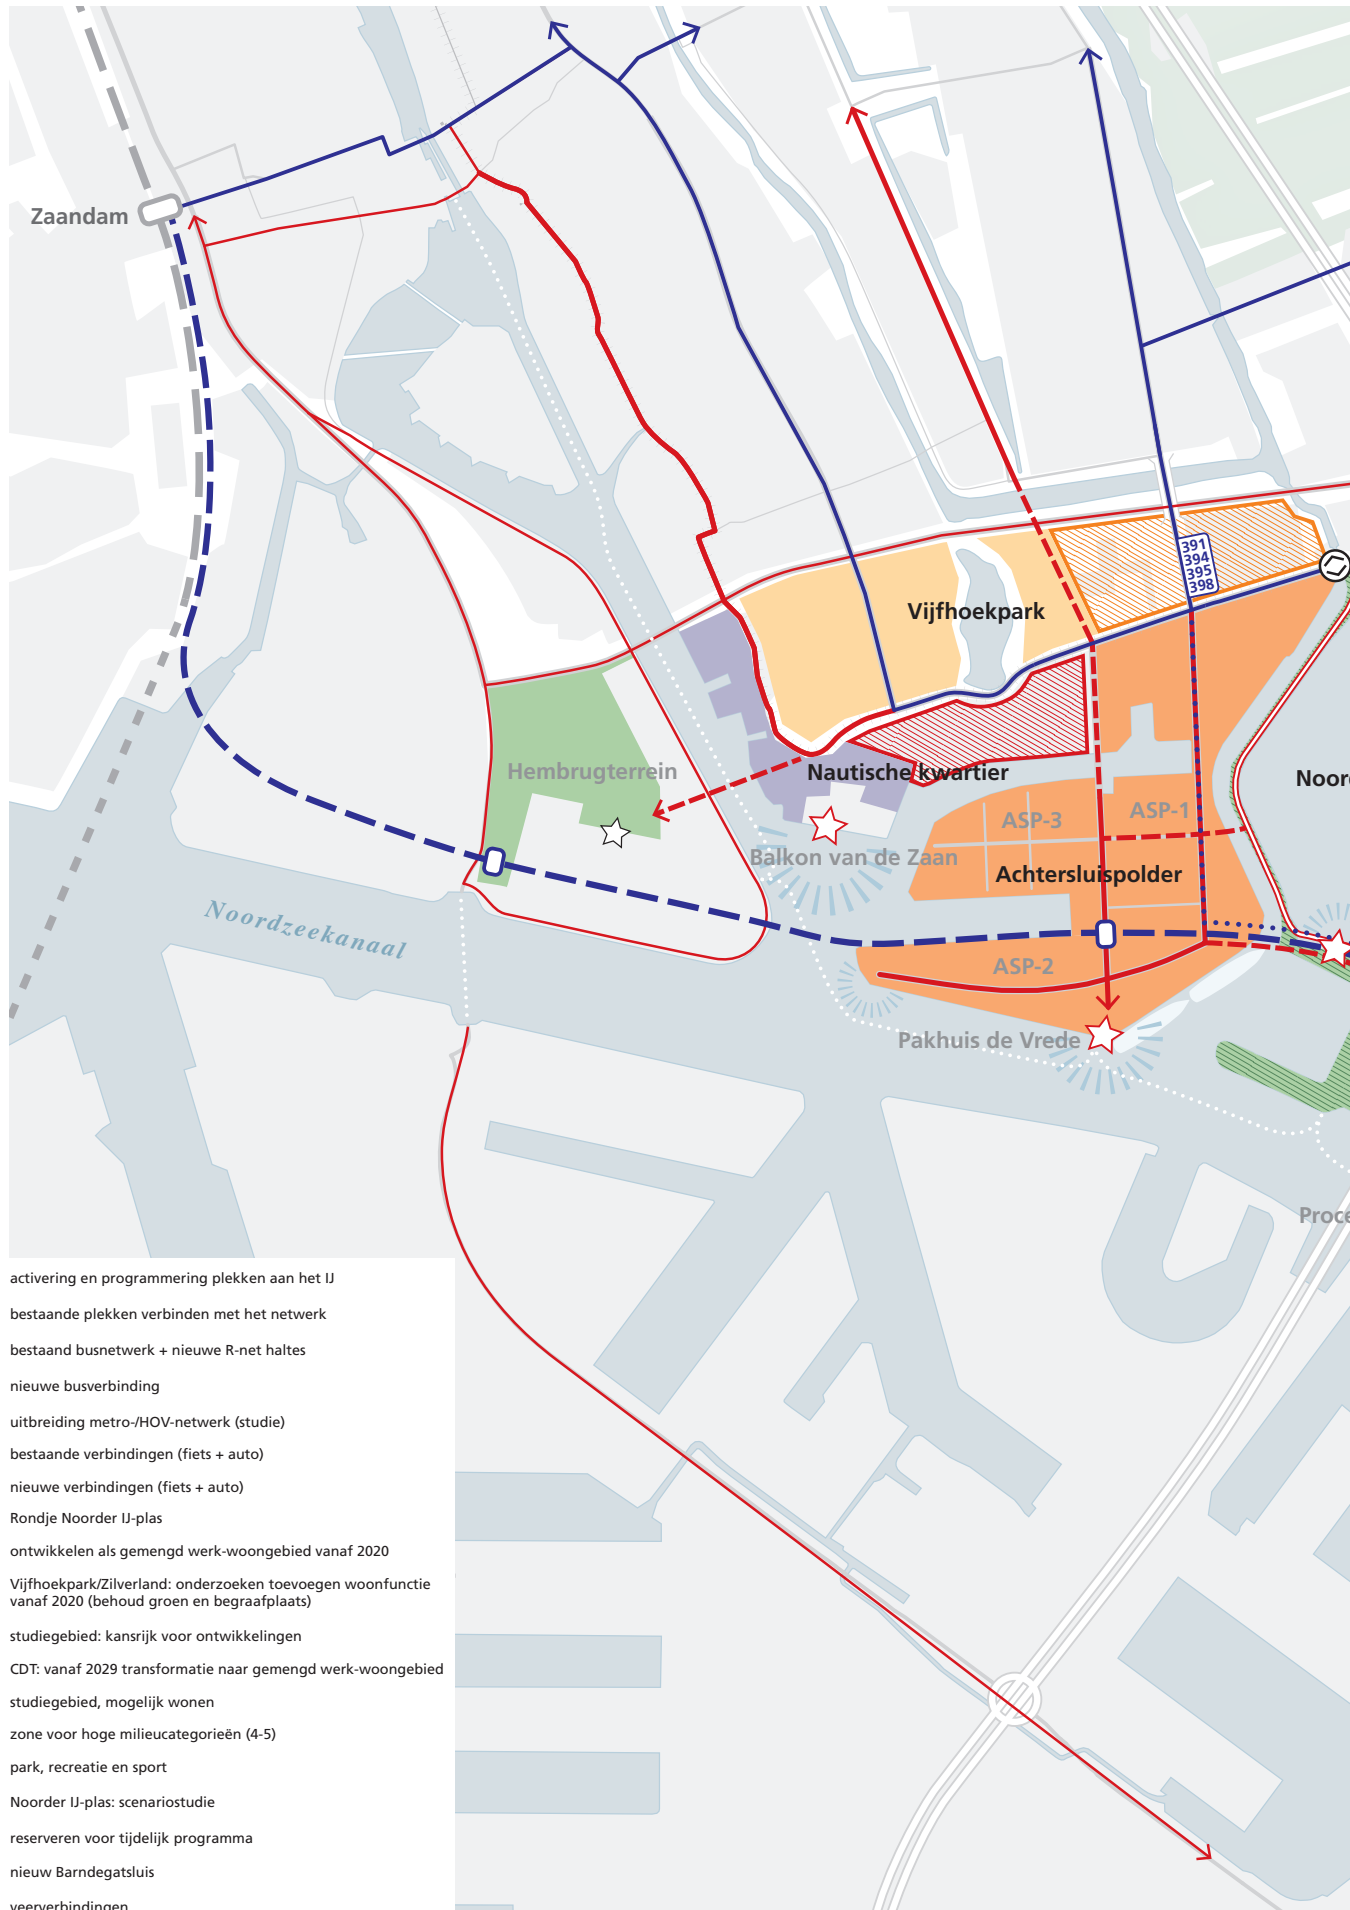 Zaandam
391
394
395
398
Vijfhoekpark
Hembrugterrein
Nautische kwartier
ASP-3
ASP-1
Balkon van de Zaan
Achtersluispolder
Noordzeekanaal
ASP-2
Pakhuis de Vrede
activering en programmering plekken aan het IJ
bestaande plekken verbinden met het netwerk
bestaand busnetwerk + nieuwe R-net haltes
nieuwe busverbinding
uitbreiding metro-/HOV-netwerk (studie)
bestaande verbindingen (fiets + auto)
nieuwe verbindingen (fiets + auto)
Rondje Noorder IJ-plas
ontwikkelen als gemengd werk-woongebied vanaf 2020
Vijfhoekpark/Zilverland: onderzoeken toevoegen woonfunctie
vanaf 2020 (behoud groen en begraafplaats)
studiegebied: kansrijk voor ontwikkelingen
CDT: vanaf 2029 transformatie naar gemengd werk-woongebied
studiegebied, mogelijk wonen
zone voor hoge milieucategorieën (4-5)
park, recreatie en sport
Noorder IJ-plas: scenariostudie
reserveren voor tijdelijk programma
nieuw Barndegatsluis
veerverbindingen